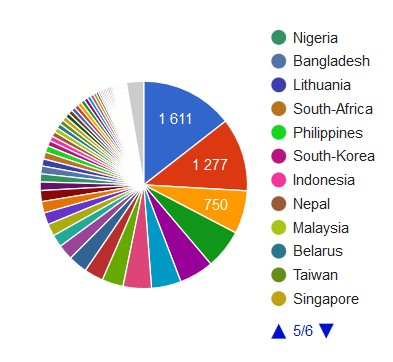 1 611
1 277
750
Nigeria
Bangladesh
Lithuania
South-Africa
Philippines
South-Korea
Indonesia
Nepal
Malaysia
Belarus
Taiwan
Singapore
5/6